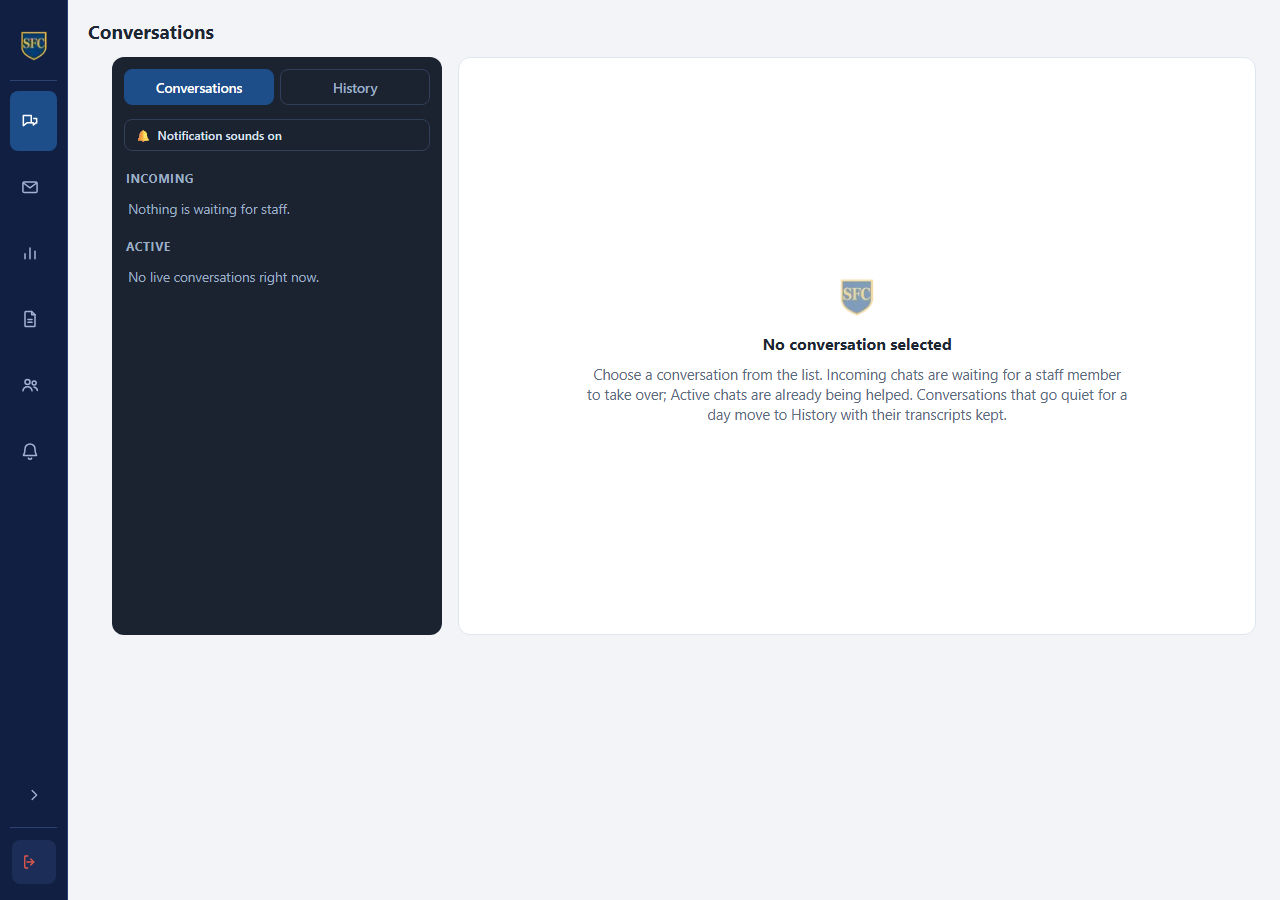 SFC
Conversations
Conversations
History
Notification sounds on
INCOMING
Nothing is waiting for staff.
ACTIVE
No live conversations right now.
SFC
No conversation selected
Choose a conversation from the list. Incoming chats are waiting for a staff member
to take over; Active chats are already being helped. Conversations that go quiet for a
day move to History with their transcripts kept.